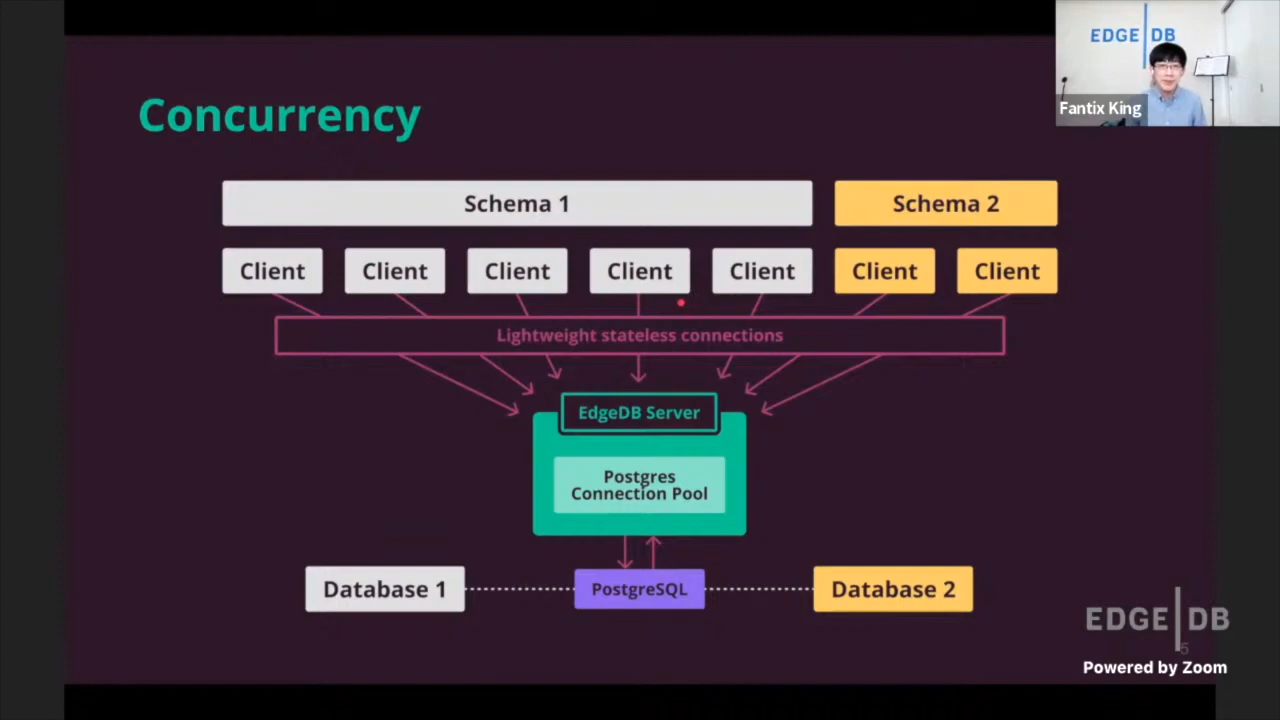 EDGE DB
Fantix King
Concurrency
Schema 1
Schema 2
Client
Client
Client
Client
Client
Client
Client
Lightweight stateless connections
EdgeDB Server
Postgres
Connection Pool
Database 1
PostgreSQL
Database 2
EDGE DB
5
Powered by Zoom